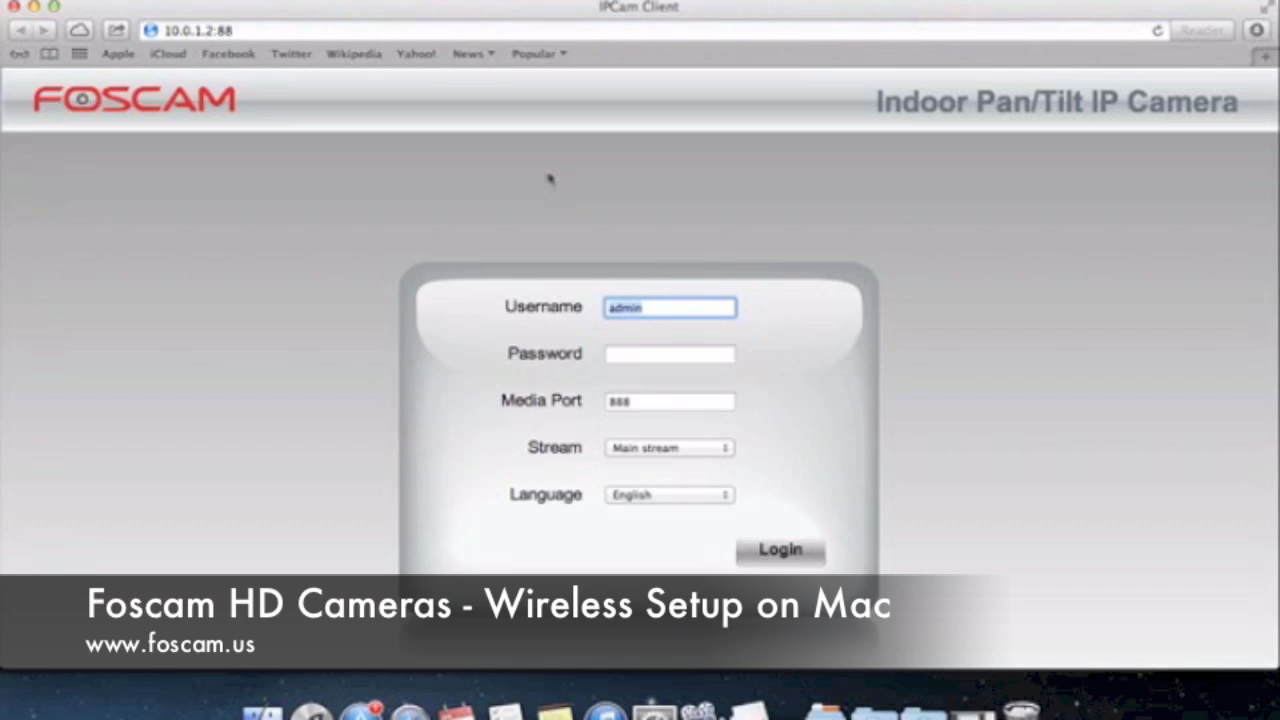 IPCam Client
10.0.1.2:88
Reader
Apple iCloud Facebook Twitter Wikipedia Yahoo! News Popular
FOSCAM
Indoor Pan/Tilt IP Camera
Username admin
Password
Media Port 888
Stream Main stream
Language English
Login
Foscam HD Cameras - Wireless Setup on Mac
www.foscam.us